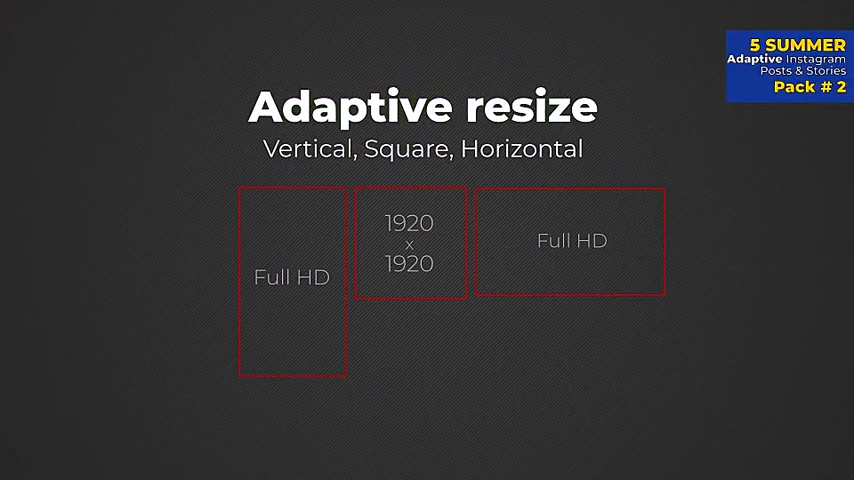 5 SUMMER
Adaptive Instagram
Posts & Stories
Pack # 2
Adaptive resize
Vertical, Square, Horizontal
Full HD
1920
x
1920
Full HD